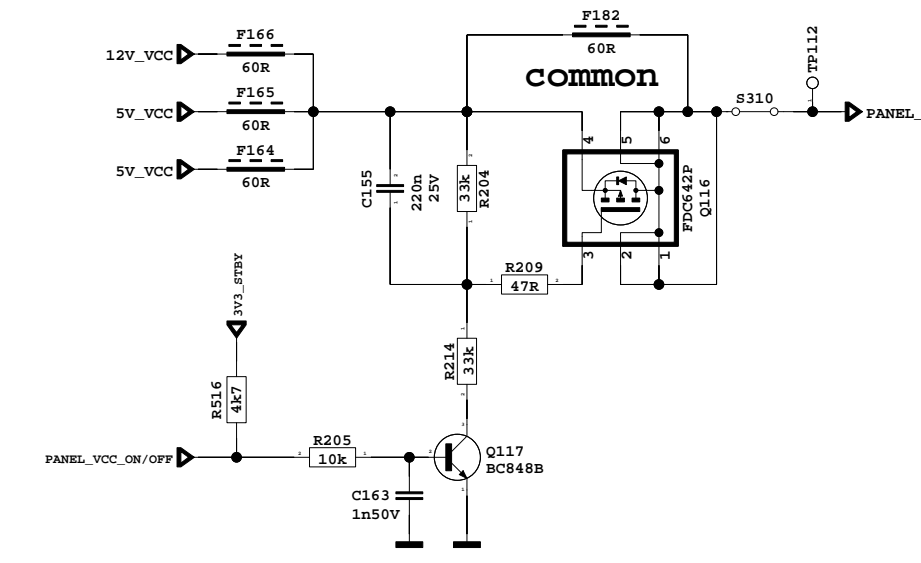 F182
60R
common
F166
12V_VCC
60R
F165
5V_VCC
60R
F164
5V_VCC
60R
TP112
S310
PANEL_
C155
220n
25V
33k
R204
4
5
6
FDC642P
Q116
3
2
1
R209
47R
3V3_STBY
R214
33k
R516
4k7
R205
PANEL_VCC_ON/OFF
10k
Q117
BC848B
C163
1n50V